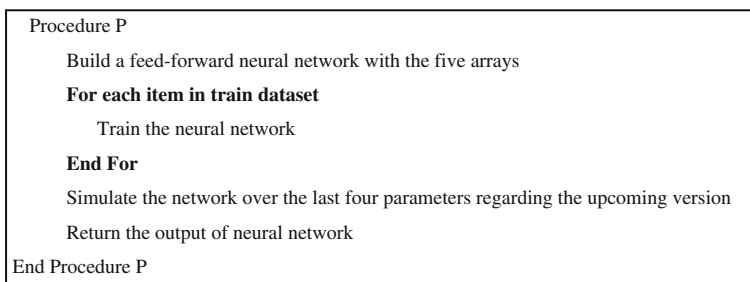 Procedure P
Build a feed-forward neural network with the five arrays
For each item in train dataset
Train the neural network
End For
Simulate the network over the last four parameters regarding the upcoming version
Return the output of neural network
End Procedure P